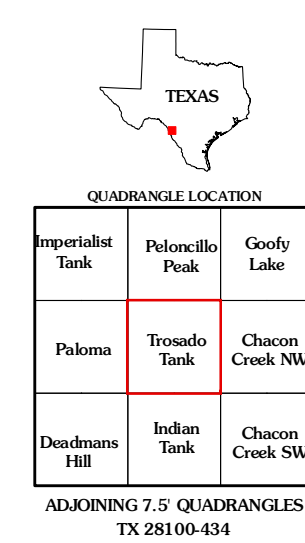 TEXAS
QUADRANGLE LOCATION
Imperialist
Tank
Peloncillo
Peak
Goofy
Lake
Paloma
Trosado
Tank
Chacon
Creek NW
Deadmans
Hill
Indian
Tank
Chacon
Creek SW
ADJOINING 7.5' QUADRANGLES
TX 28100-434